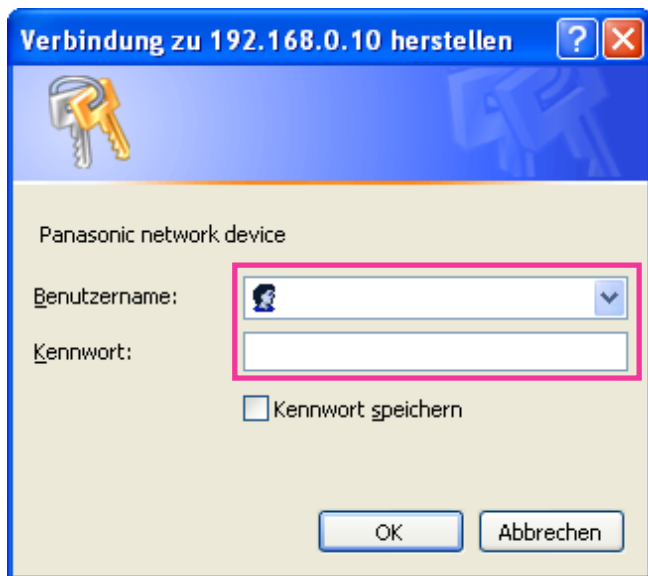 Verbindung zu 192.168.0.10 herstellen
Panasonic network device
Benutzername:
Kennwort:
Kennwort speichern
OK Abbrechen